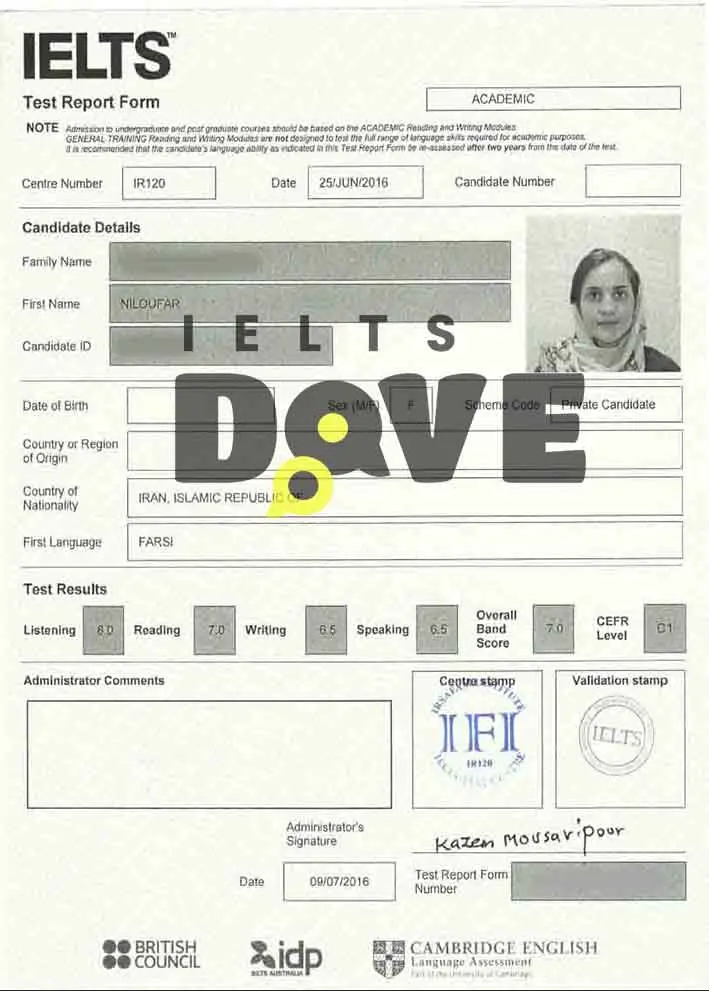 IELTS™
Test Report Form
ACADEMIC
NOTE Admission to undergraduate and post graduate courses should be based on the ACADEMIC Reading and Writing Modules.
GENERAL TRAINING Reading and Writing Modules are not designed to test the full range of language skills required for academic purposes.
It is recommended that the candidate's language ability as indicated in this Test Report Form be re-assessed after two years from the date of the test.
Centre Number IR120 Date 25/JUN/2016 Candidate Number
Candidate Details
Family Name
First Name NILOUFAR
Candidate ID
IELTS
DAVE
Date of Birth Sex (M/F) F Scheme Code Private Candidate
Country or Region
of Origin
Country of
Nationality
IRAN, ISLAMIC REPUBLIC OF
First Language FARSI
Test Results
Listening 8.0 Reading 7.0 Writing 6.5 Speaking 6.5 Overall Band Score 7.0 CEFR Level C1
Administrator Comments
Centre stamp
IFI
IR120
Validation stamp
IELTS
Administrator's
Signature
Kazem Mousavipour
Date 09/07/2016
Test Report Form
Number
BRITISH
COUNCIL
idp
IELTS AUSTRALIA
CAMBRIDGE ENGLISH
Language Assessment
Part of the University of Cambridge